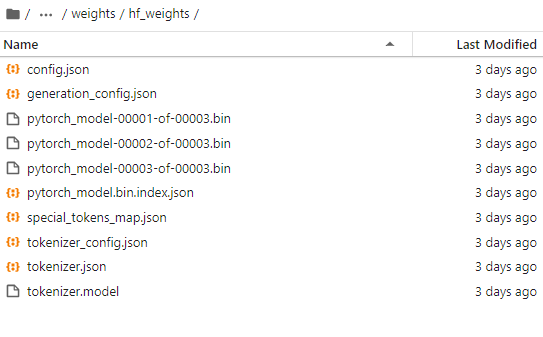 / ··· / weights / hf_weights /
Name Last Modified
config.json 3 days ago
generation_config.json 3 days ago
pytorch_model-00001-of-00003.bin 3 days ago
pytorch_model-00002-of-00003.bin 3 days ago
pytorch_model-00003-of-00003.bin 3 days ago
pytorch_model.bin.index.json 3 days ago
special_tokens_map.json 3 days ago
tokenizer_config.json 3 days ago
tokenizer.json 3 days ago
tokenizer.model 3 days ago